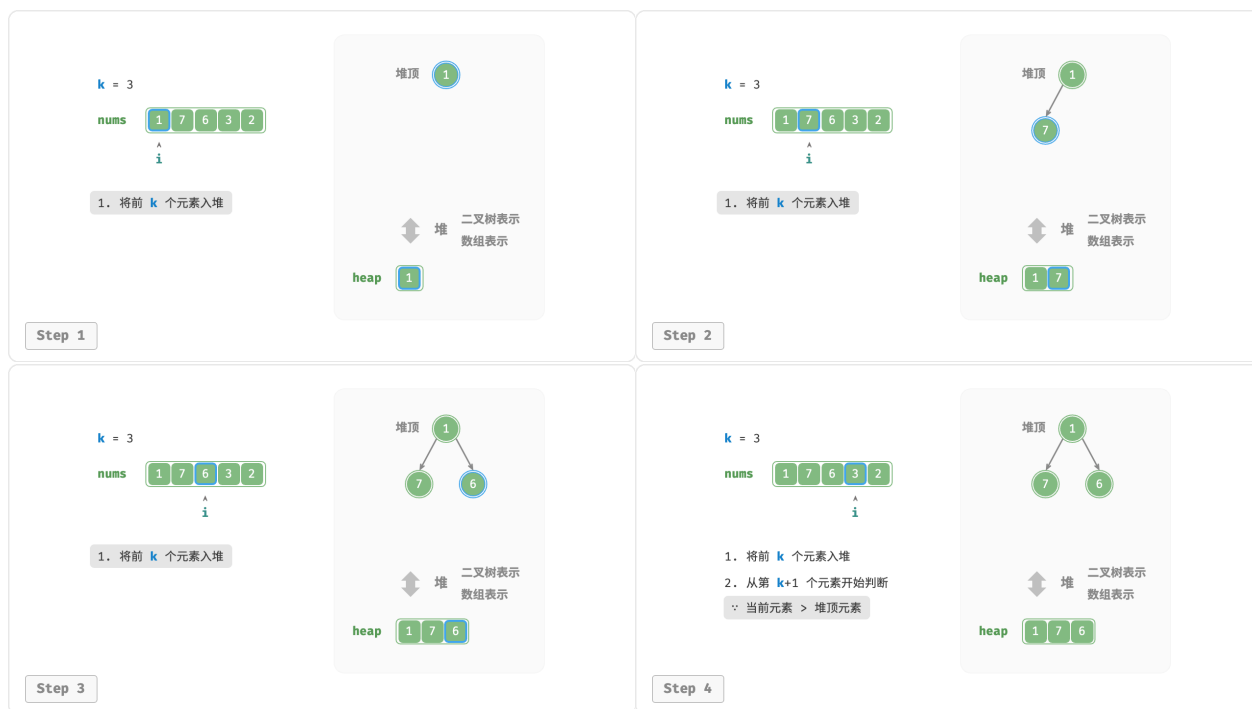 k = 3
nums 1 7 6 3 2
i
1. 将前 k 个元素入堆
堆顶 1
堆 二叉树表示
数组表示
heap 1
Step 1
k = 3
nums 1 7 6 3 2
i
1. 将前 k 个元素入堆
堆顶 1
7
堆 二叉树表示
数组表示
heap 1 7
Step 2
k = 3
nums 1 7 6 3 2
i
1. 将前 k 个元素入堆
堆顶 1
7 6
堆 二叉树表示
数组表示
heap 1 7 6
Step 3
k = 3
nums 1 7 6 3 2
i
1. 将前 k 个元素入堆
2. 从第 k+1 个元素开始判断
∵ 当前元素 > 堆顶元素
堆顶 1
7 6
堆 二叉树表示
数组表示
heap 1 7 6
Step 4